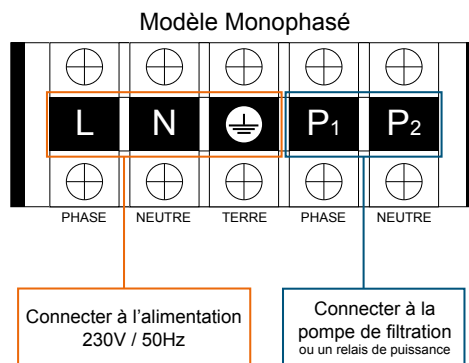 Modèle Monophasé
L N P1 P2
PHASE NEUTRE TERRE PHASE NEUTRE
Connecter à l'alimentation
230V / 50Hz
Connecter à la
pompe de filtration
ou un relais de puissance